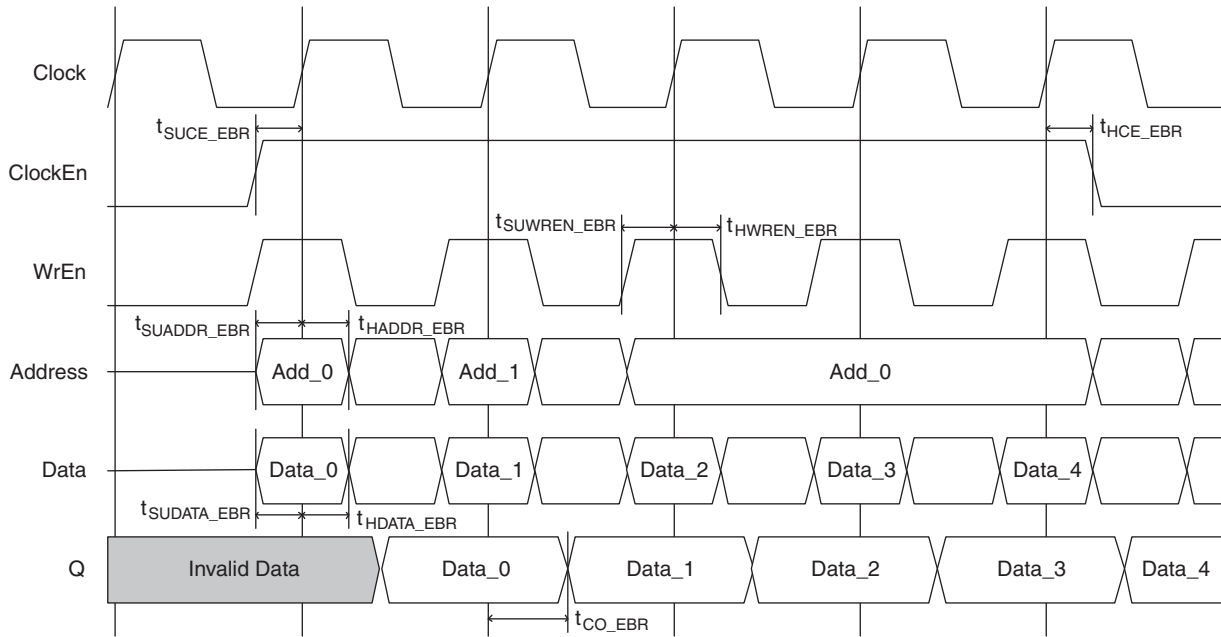 Clock
tSUCE_EBR
tHCE_EBR
ClockEn
tSUWREN_EBR
tHWREN_EBR
WrEn
tSUADDR_EBR
tHADDR_EBR
Address Add_0 Add_1 Add_0
Data Data_0 Data_1 Data_2 Data_3 Data_4
tSUDATA_EBR
tHDATA_EBR
Q Invalid Data Data_0 Data_1 Data_2 Data_3 Data_4
tCO_EBR